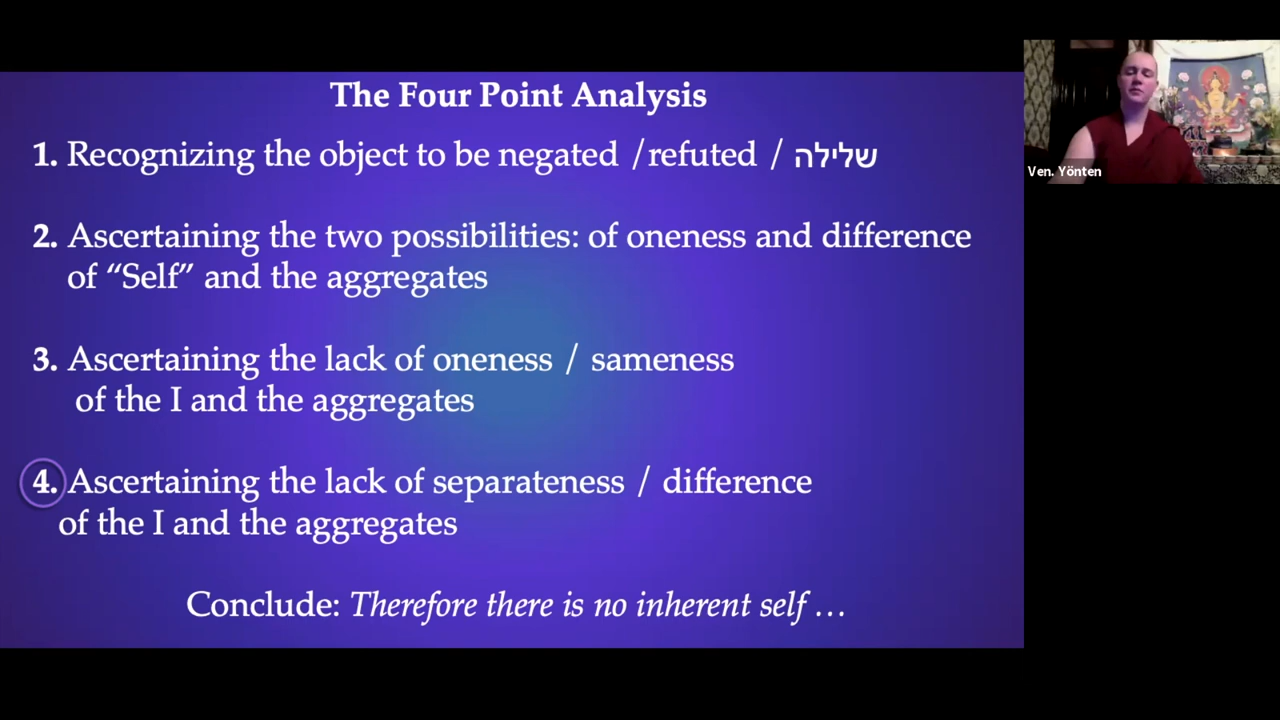 The Four Point Analysis
1. Recognizing the object to be negated / refuted / שלילה
2. Ascertaining the two possibilities: of oneness and difference
of “Self” and the aggregates
3. Ascertaining the lack of oneness / sameness
of the I and the aggregates
4. Ascertaining the lack of separateness / difference
of the I and the aggregates
Conclude: Therefore there is no inherent self …
Ven. Yönten